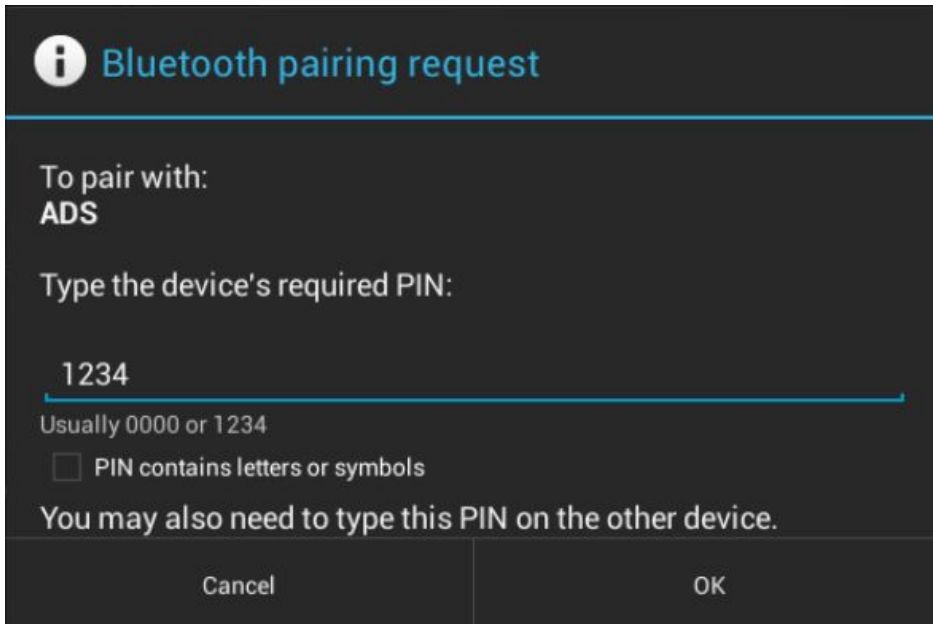 Bluetooth pairing request
To pair with:
ADS
Type the device's required PIN:
1234
Usually 0000 or 1234
PIN contains letters or symbols
You may also need to type this PIN on the other device.
Cancel OK